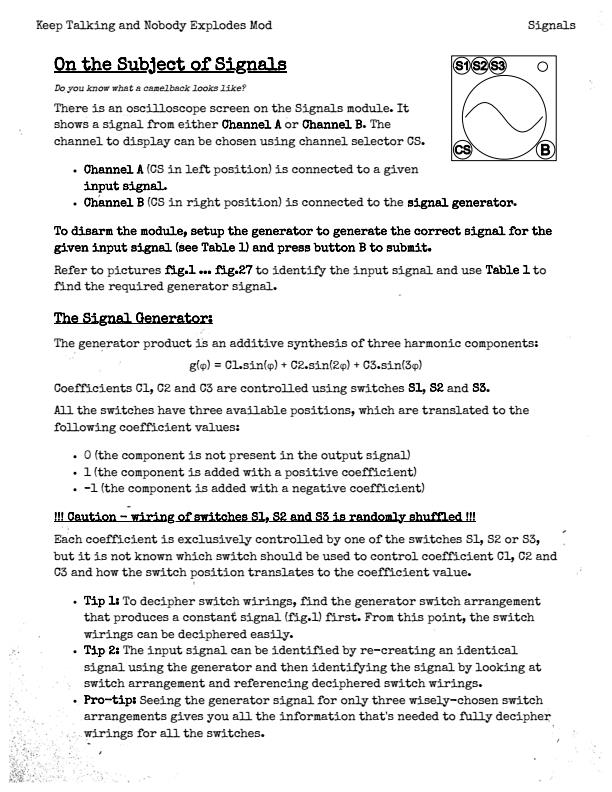 Keep Talking and Nobody Explodes Mod
Signals
On the Subject of Signals
S1 S2 S3
Do you know what a camelback looks like?
There is an oscilloscope screen on the Signals module. It
shows a signal from either Channel A or Channel B. The
channel to display can be chosen using channel selector CS.
CS
B
• Channel A (CS in left position) is connected to a given
input signal.
• Channel B (CS in right position) is connected to the signal generator.
To disarm the module, setup the generator to generate the correct signal for the
given input signal (see Table 1) and press button B to submit.
Refer to pictures fig.1 ... fig.27 to identify the input signal and use Table 1 to
find the required generator signal.
The Signal Generator:
The generator product is an additive synthesis of three harmonic components:
g(φ) = C1.sin(φ) + C2.sin(2φ) + C3.sin(3φ)
Coefficients C1, C2 and C3 are controlled using switches S1, S2 and S3.
All the switches have three available positions, which are translated to the
following coefficient values:
• 0 (the component is not present in the output signal)
• 1 (the component is added with a positive coefficient)
• -1 (the component is added with a negative coefficient)
!!! Caution - wiring of switches S1, S2 and S3 is randomly shuffled !!!
Each coefficient is exclusively controlled by one of the switches S1, S2 or S3,
but it is not known which switch should be used to control coefficient C1, C2 and
C3 and how the switch position translates to the coefficient value.
• Tip 1: To decipher switch wirings, find the generator switch arrangement
that produces a constant signal (fig.1) first. From this point, the switch
wirings can be deciphered easily.
• Tip 2: The input signal can be identified by re-creating an identical
signal using the generator and then identifying the signal by looking at
switch arrangement and referencing deciphered switch wirings.
• Pro-tip: Seeing the generator signal for only three wisely-chosen switch
arrangements gives you all the information that's needed to fully decipher
wirings for all the switches.